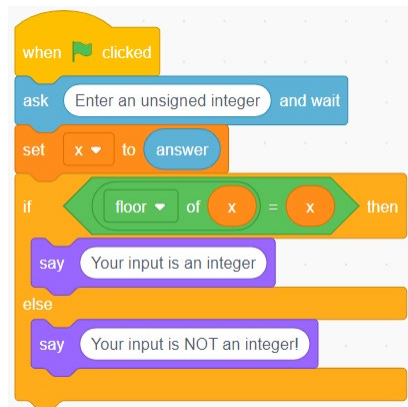 when clicked
ask Enter an unsigned integer and wait
set x to answer
if floor of x = x then
say Your input is an integer
else
say Your input is NOT an integer!